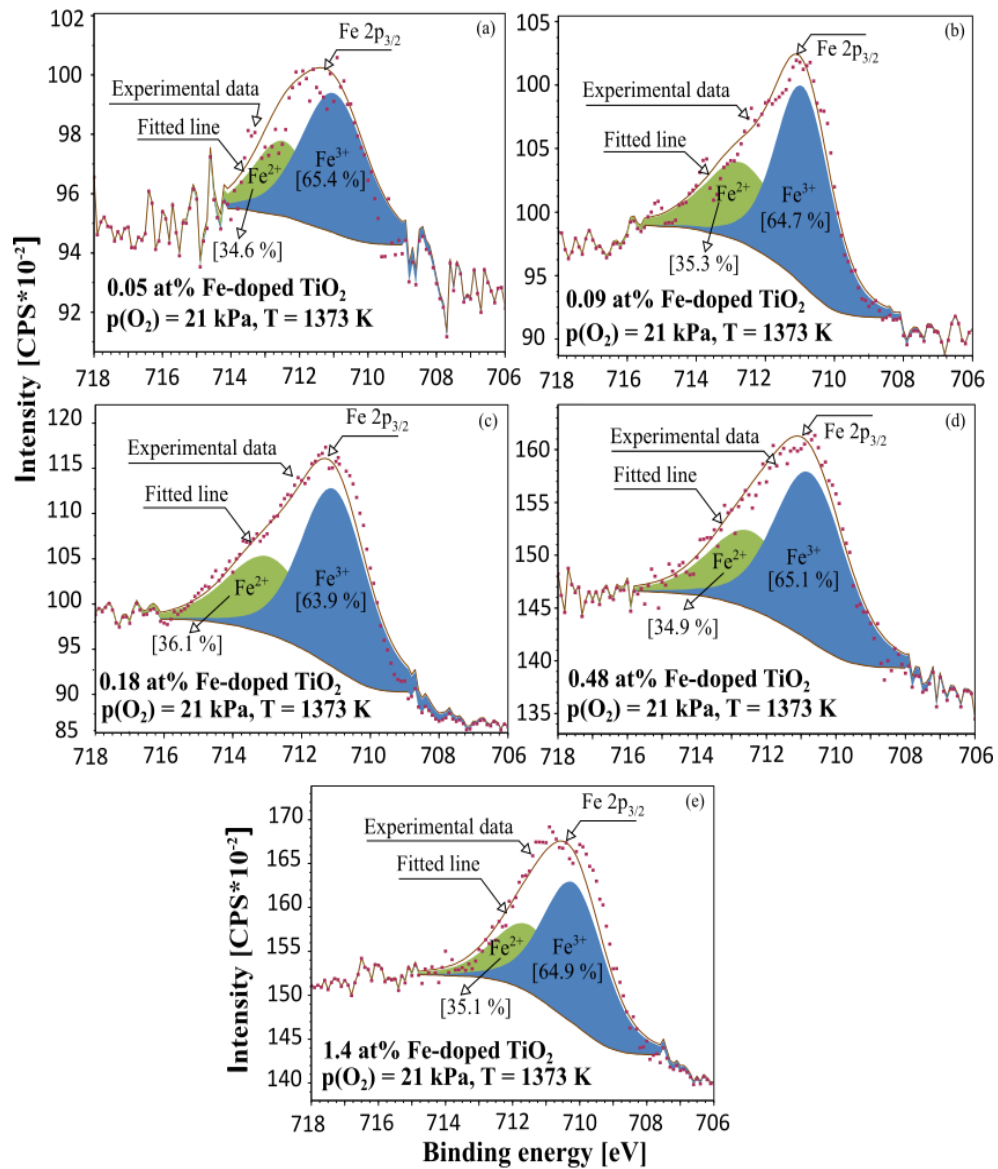 (a)
Fe 2p3/2
Experimental data
Fitted line
Fe2+
Fe3+
[65.4 %]
[34.6 %]
0.05 at% Fe-doped TiO2
p(O2) = 21 kPa, T = 1373 K
102
100
98
96
94
92
718 716 714 712 710 708 706
(b)
Fe 2p3/2
Experimental data
Fitted line
Fe2+
Fe3+
[64.7 %]
[35.3 %]
0.09 at% Fe-doped TiO2
p(O2) = 21 kPa, T = 1373 K
105
100
95
90
718 716 714 712 710 708 706
Intensity [CPS*10-2]
(c)
Fe 2p3/2
Experimental data
Fitted line
Fe2+
Fe3+
[63.9 %]
[36.1 %]
0.18 at% Fe-doped TiO2
p(O2) = 21 kPa, T = 1373 K
120
115
110
105
100
95
90
85
718 716 714 712 710 708 706
(d)
Fe 2p3/2
Experimental data
Fitted line
Fe2+
Fe3+
[65.1 %]
[34.9 %]
0.48 at% Fe-doped TiO2
p(O2) = 21 kPa, T = 1373 K
160
155
150
145
140
135
718 716 714 712 710 708 706
(e)
Fe 2p3/2
Experimental data
Fitted line
Fe2+
Fe3+
[64.9 %]
[35.1 %]
1.4 at% Fe-doped TiO2
p(O2) = 21 kPa, T = 1373 K
170
165
160
155
150
145
140
718 716 714 712 710 708 706
Intensity [CPS*10-2]
Binding energy [eV]